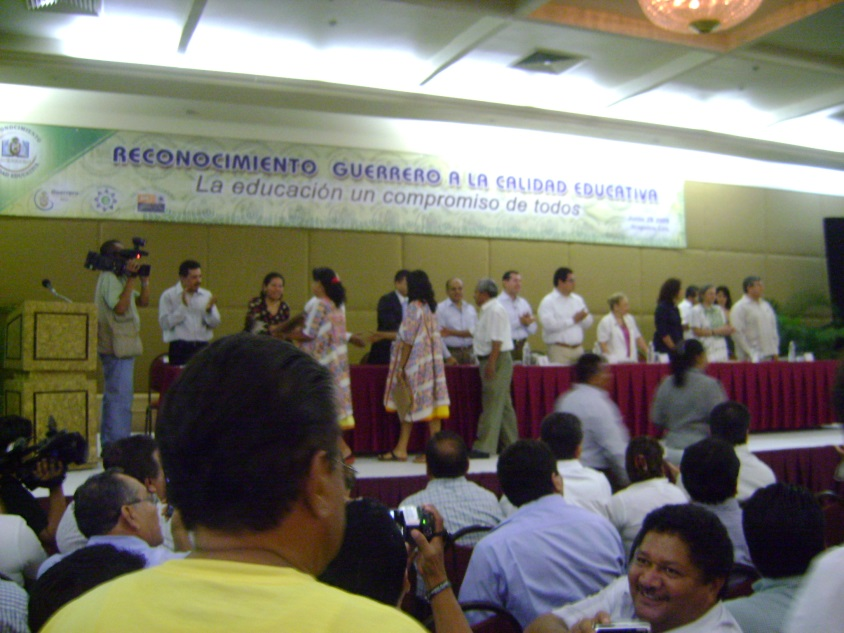 RECONOCIMIENTO GUERRERO A LA CALIDAD EDUCATIVA
La educación un compromiso de todos